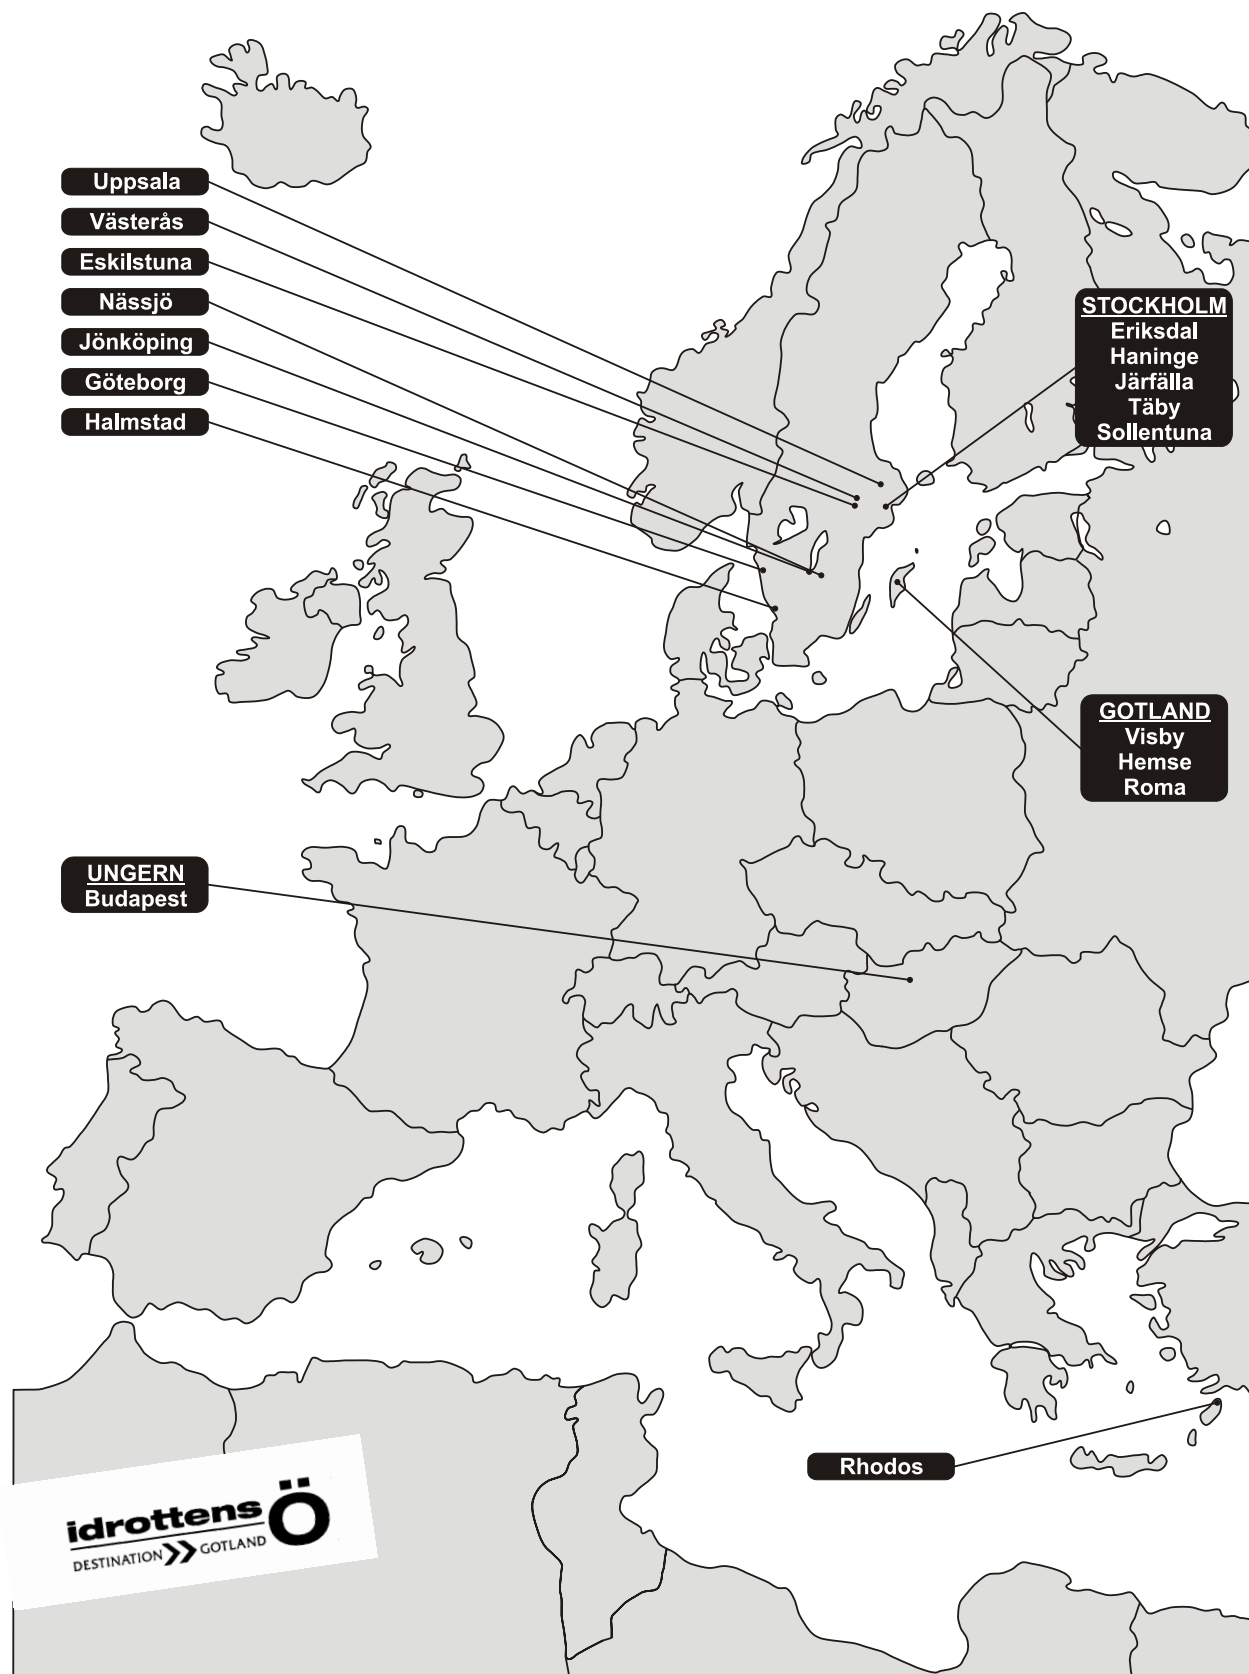 Uppsala
Västerås
Eskilstuna
Nässjö
Jönköping
Göteborg
Halmstad
STOCKHOLM
Eriksdal
Haninge
Järfälla
Täby
Sollentuna
GOTLAND
Visby
Hemse
Roma
UNGERN
Budapest
Rhodos
idrottens Ö
DESTINATION GOTLAND